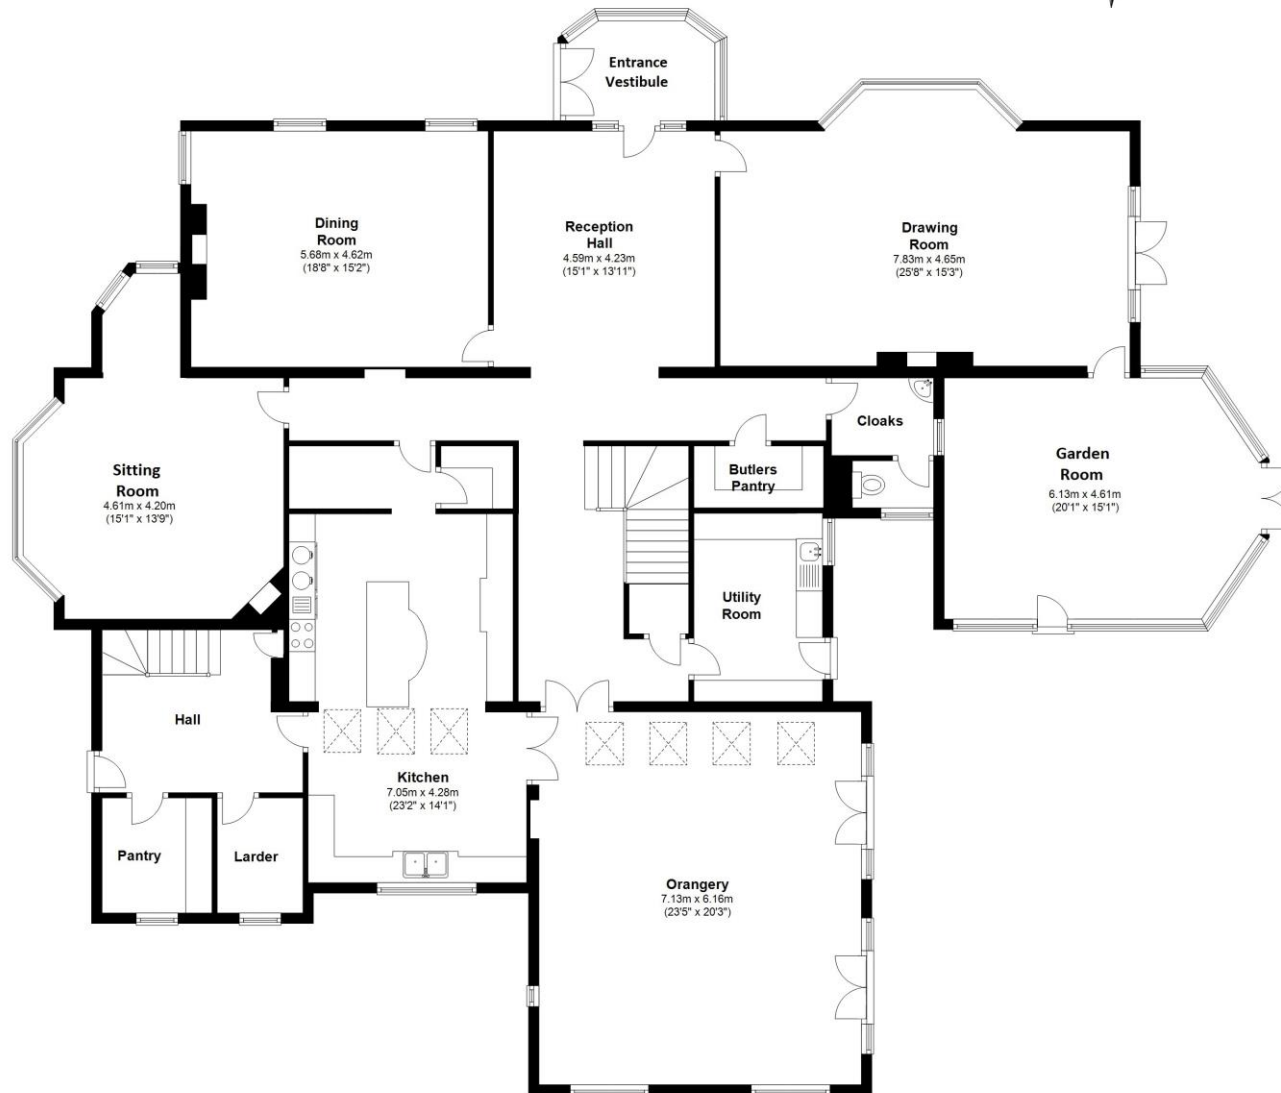 Entrance
Vestibule
Dining
Room
5.68m x 4.62m
(18'8" x 15'2")
Reception
Hall
4.59m x 4.23m
(15'1" x 13'11")
Drawing
Room
7.83m x 4.65m
(25'8" x 15'3")
Sitting
Room
4.61m x 4.20m
(15'1" x 13'9")
Cloaks
Butlers
Pantry
Garden
Room
6.13m x 4.61m
(20'1" x 15'1")
Utility
Room
Hall
Kitchen
7.05m x 4.28m
(23'2" x 14'1")
Pantry
Larder
Orangery
7.13m x 6.16m
(23'5" x 20'3")